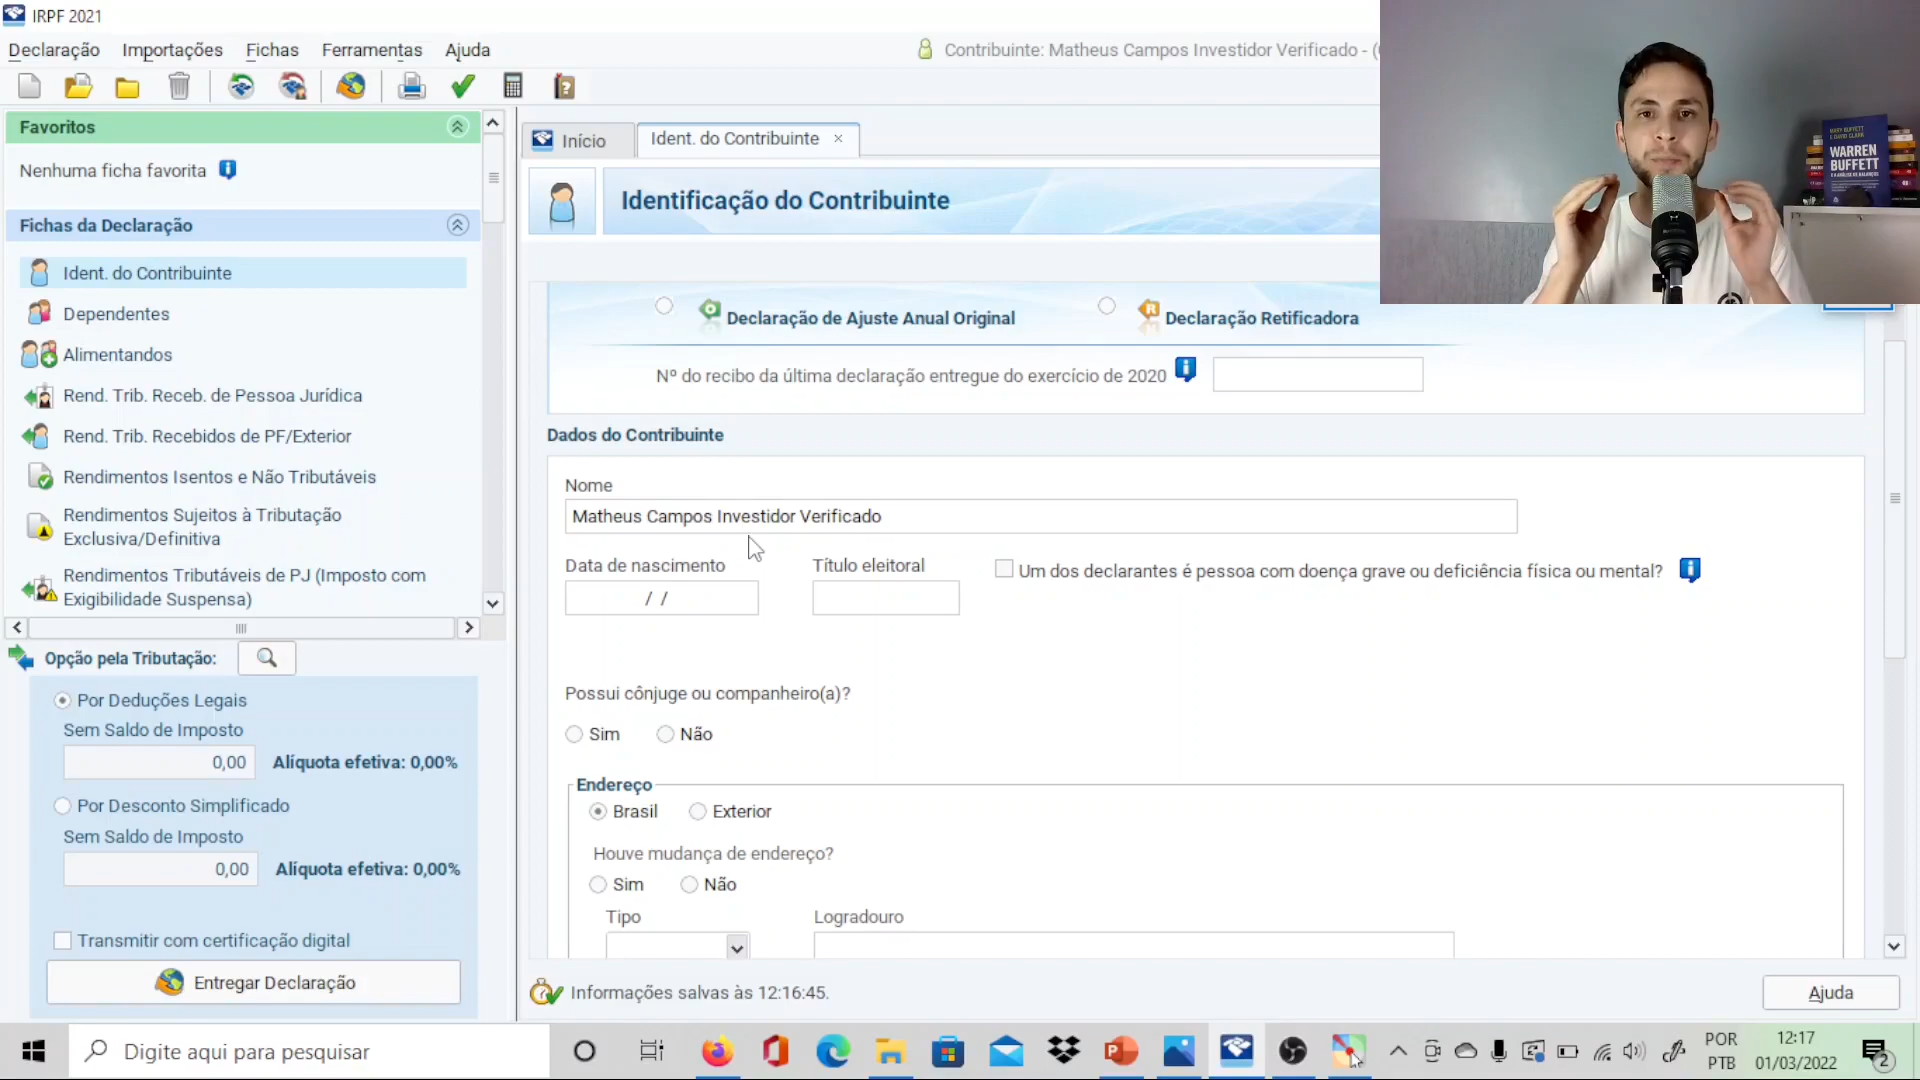 IRPF 2021
Declaração Importações Fichas Ferramentas Ajuda
Contribuinte: Matheus Campos Investidor Verificado - (
Favoritos
Nenhuma ficha favorita
Fichas da Declaração
Ident. do Contribuinte
Dependentes
Alimentandos
Rend. Trib. Receb. de Pessoa Jurídica
Rend. Trib. Recebidos de PF/Exterior
Rendimentos Isentos e Não Tributáveis
Rendimentos Sujeitos à Tributação
Exclusiva/Definitiva
Rendimentos Tributáveis de PJ (Imposto com
Exigibilidade Suspensa)
Opção pela Tributação:
Por Deduções Legais
Sem Saldo de Imposto
0,00 Alíquota efetiva: 0,00%
Por Desconto Simplificado
Sem Saldo de Imposto
0,00 Alíquota efetiva: 0,00%
Transmitir com certificação digital
Entregar Declaração
Início
Ident. do Contribuinte ×
Identificação do Contribuinte
Declaração de Ajuste Anual Original
Declaração Retificadora
Nº do recibo da última declaração entregue do exercício de 2020
Dados do Contribuinte
Nome
Matheus Campos Investidor Verificado
Data de nascimento
Título eleitoral
/ /
Um dos declarantes é pessoa com doença grave ou deficiência física ou mental?
Possui cônjuge ou companheiro(a)?
Sim Não
Endereço
Brasil Exterior
Houve mudança de endereço?
Sim Não
Tipo
Logradouro
Informações salvas às 12:16:45.
Ajuda
MARY BUFFETT
& DAVID CLARK
WARREN
BUFFETT
E A ANÁLISE DE BALANÇOS
Digite aqui para pesquisar
POR
PTB
12:17
01/03/2022
2